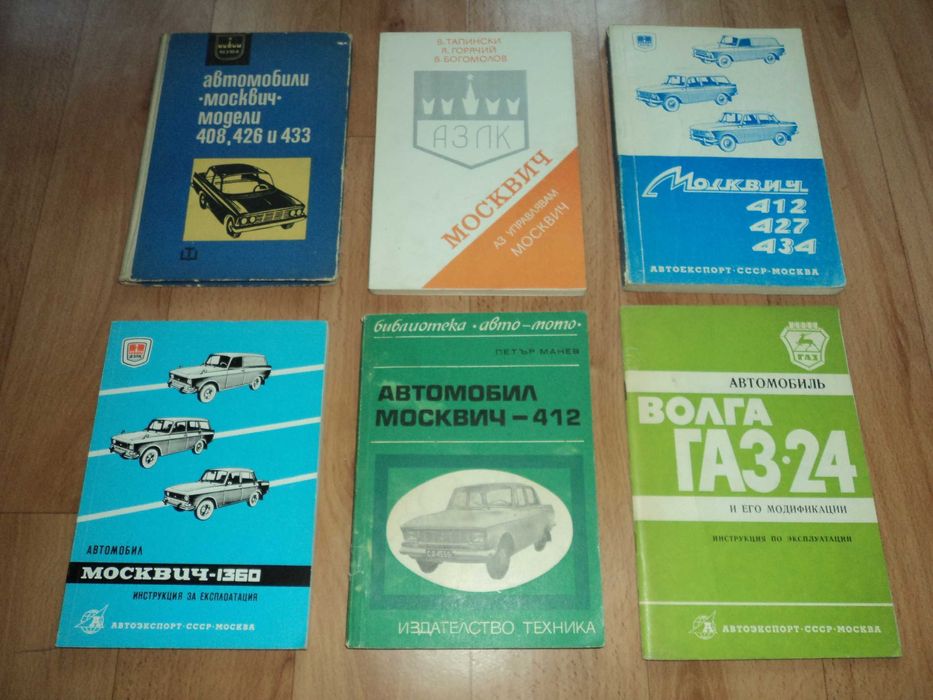 автомобили
•москвич•
модели
408, 426 и 433
В. ТАПИНСКИ
Я. ГОРЯЧИЙ
В. БОГОМОЛОВ
АЗЛК
МОСКВИЧ
АЗ УПРАВЛЯВАМ
МОСКВИЧ
Москвич
412
427
434
АВТОЕКСПОРТ·СССР·МОСКВА
АЗЛК
АВТОМОБИЛ
МОСКВИЧ-1360
ИНСТРУКЦИЯ ЗА ЕКСПЛОАТАЦИЯ
АВТОЭКСПОРТ·СССР·МОСКВА
библиотека •авто-мото•
ПЕТЪР МАНЕВ
АВТОМОБИЛ
МОСКВИЧ-412
ИЗДАТЕЛСТВО ТЕХНИКА
ГАЗ
АВТОМОБИЛЬ
ВОЛГА
ГАЗ·24
И ЕГО МОДИФИКАЦИИ
ИНСТРУКЦИЯ ПО ЭКСПЛУАТАЦИИ
АВТОЭКСПОРТ·СССР·МОСКВА